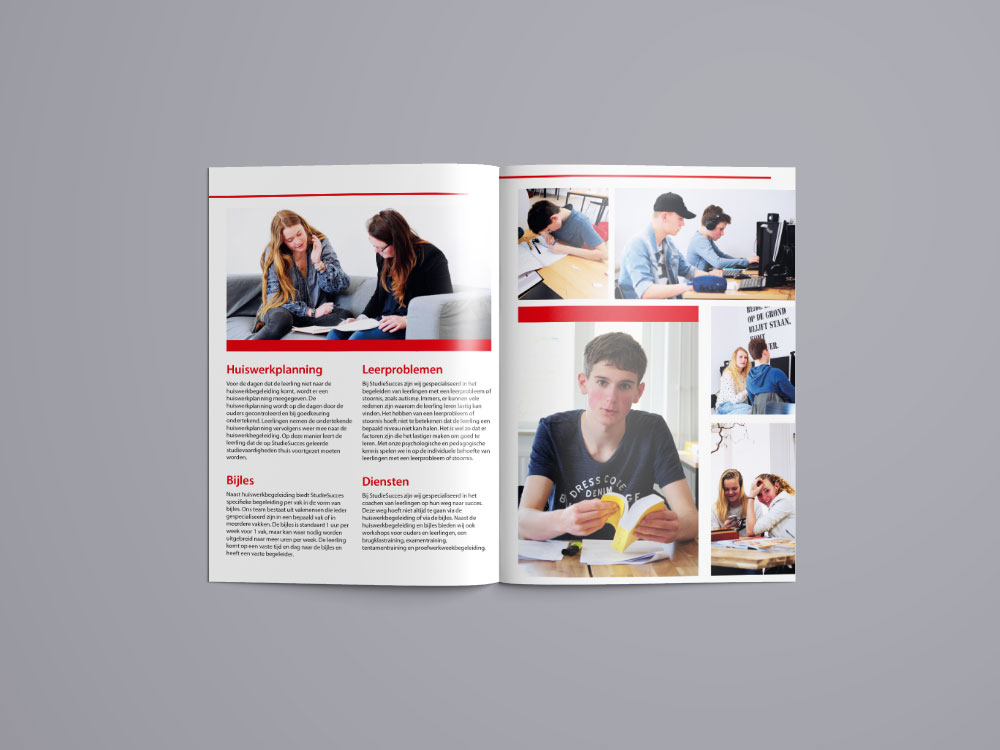 Huiswerkplanning
Voor de dagen dat de leerling niet naar de
huiswerkbegeleiding komt, wordt er een
huiswerkplanning meegegeven. De
huiswerkplanning wordt op die dagen door de
ouders gecontroleerd en bij goedkeuring
ondertekend. Leerlingen nemen de ondertekende
huiswerkplanning vervolgens weer mee naar de
huiswerkbegeleiding. Op deze manier leert de
leerling dat de op StudieSucces geleerde
studievaardigheden thuis voortgezet moeten
worden.
Bijles
Naast huiswerkbegeleiding biedt StudieSucces
specifieke begeleiding per vak in de vorm van
bijles. Ons team bestaat uit vakmensen die ieder
gespecialiseerd zijn in een bepaald vak of in
meerdere vakken. De bijles is standaard 1 uur per
week voor 1 vak, maar kan waar nodig worden
uitgebreid naar meer uren per week. De leerling
komt op een vaste tijd en dag naar de bijles en
heeft een vaste begeleider.
Leerproblemen
Bij StudieSucces zijn wij gespecialiseerd in het
begeleiden van leerlingen met een leerprobleem of
stoornis, zoals autisme. Immers, er kunnen vele
redenen zijn waarom de leerling leren lastig kan
vinden. Het hebben van een leerprobleem of
stoornis hoeft niet te betekenen dat de leerling een
bepaald niveau niet kan halen. Het is wel zo dat er
factoren zijn die het lastiger maken om goed te
leren. Met onze psychologische en pedagogische
kennis spelen we in op de individuele behoefte van
leerlingen met een leerprobleem of stoornis.
Diensten
Bij StudieSucces zijn wij gespecialiseerd in het
coachen van leerlingen op hun weg naar succes.
Deze weg hoeft niet altijd te gaan via de
huiswerkbegeleiding of via de bijles. Naast de
huiswerkbegeleiding en bijles bieden wij ook
workshops voor ouders en leerlingen, een
brugklastraining, examentraining,
tentamentraining en proefwerkweekbegeleiding.
OP DE GROND
BLIJFT STAAN,
KOMT
DRESS CODE
DENIM